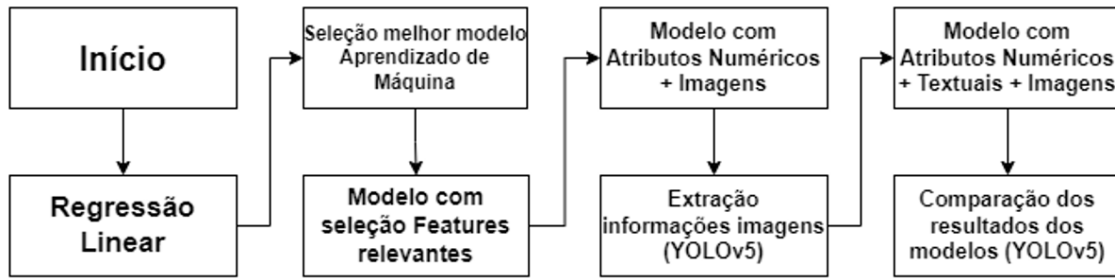 Início
Regressão
Linear
Seleção melhor modelo
Aprendizado de
Máquina
Modelo com
seleção Features
relevantes
Modelo com
Atributos Numéricos
+ Imagens
Extração
informações imagens
(YOLOv5)
Modelo com
Atributos Numéricos
+ Textuais + Imagens
Comparação dos
resultados dos
modelos (YOLOv5)